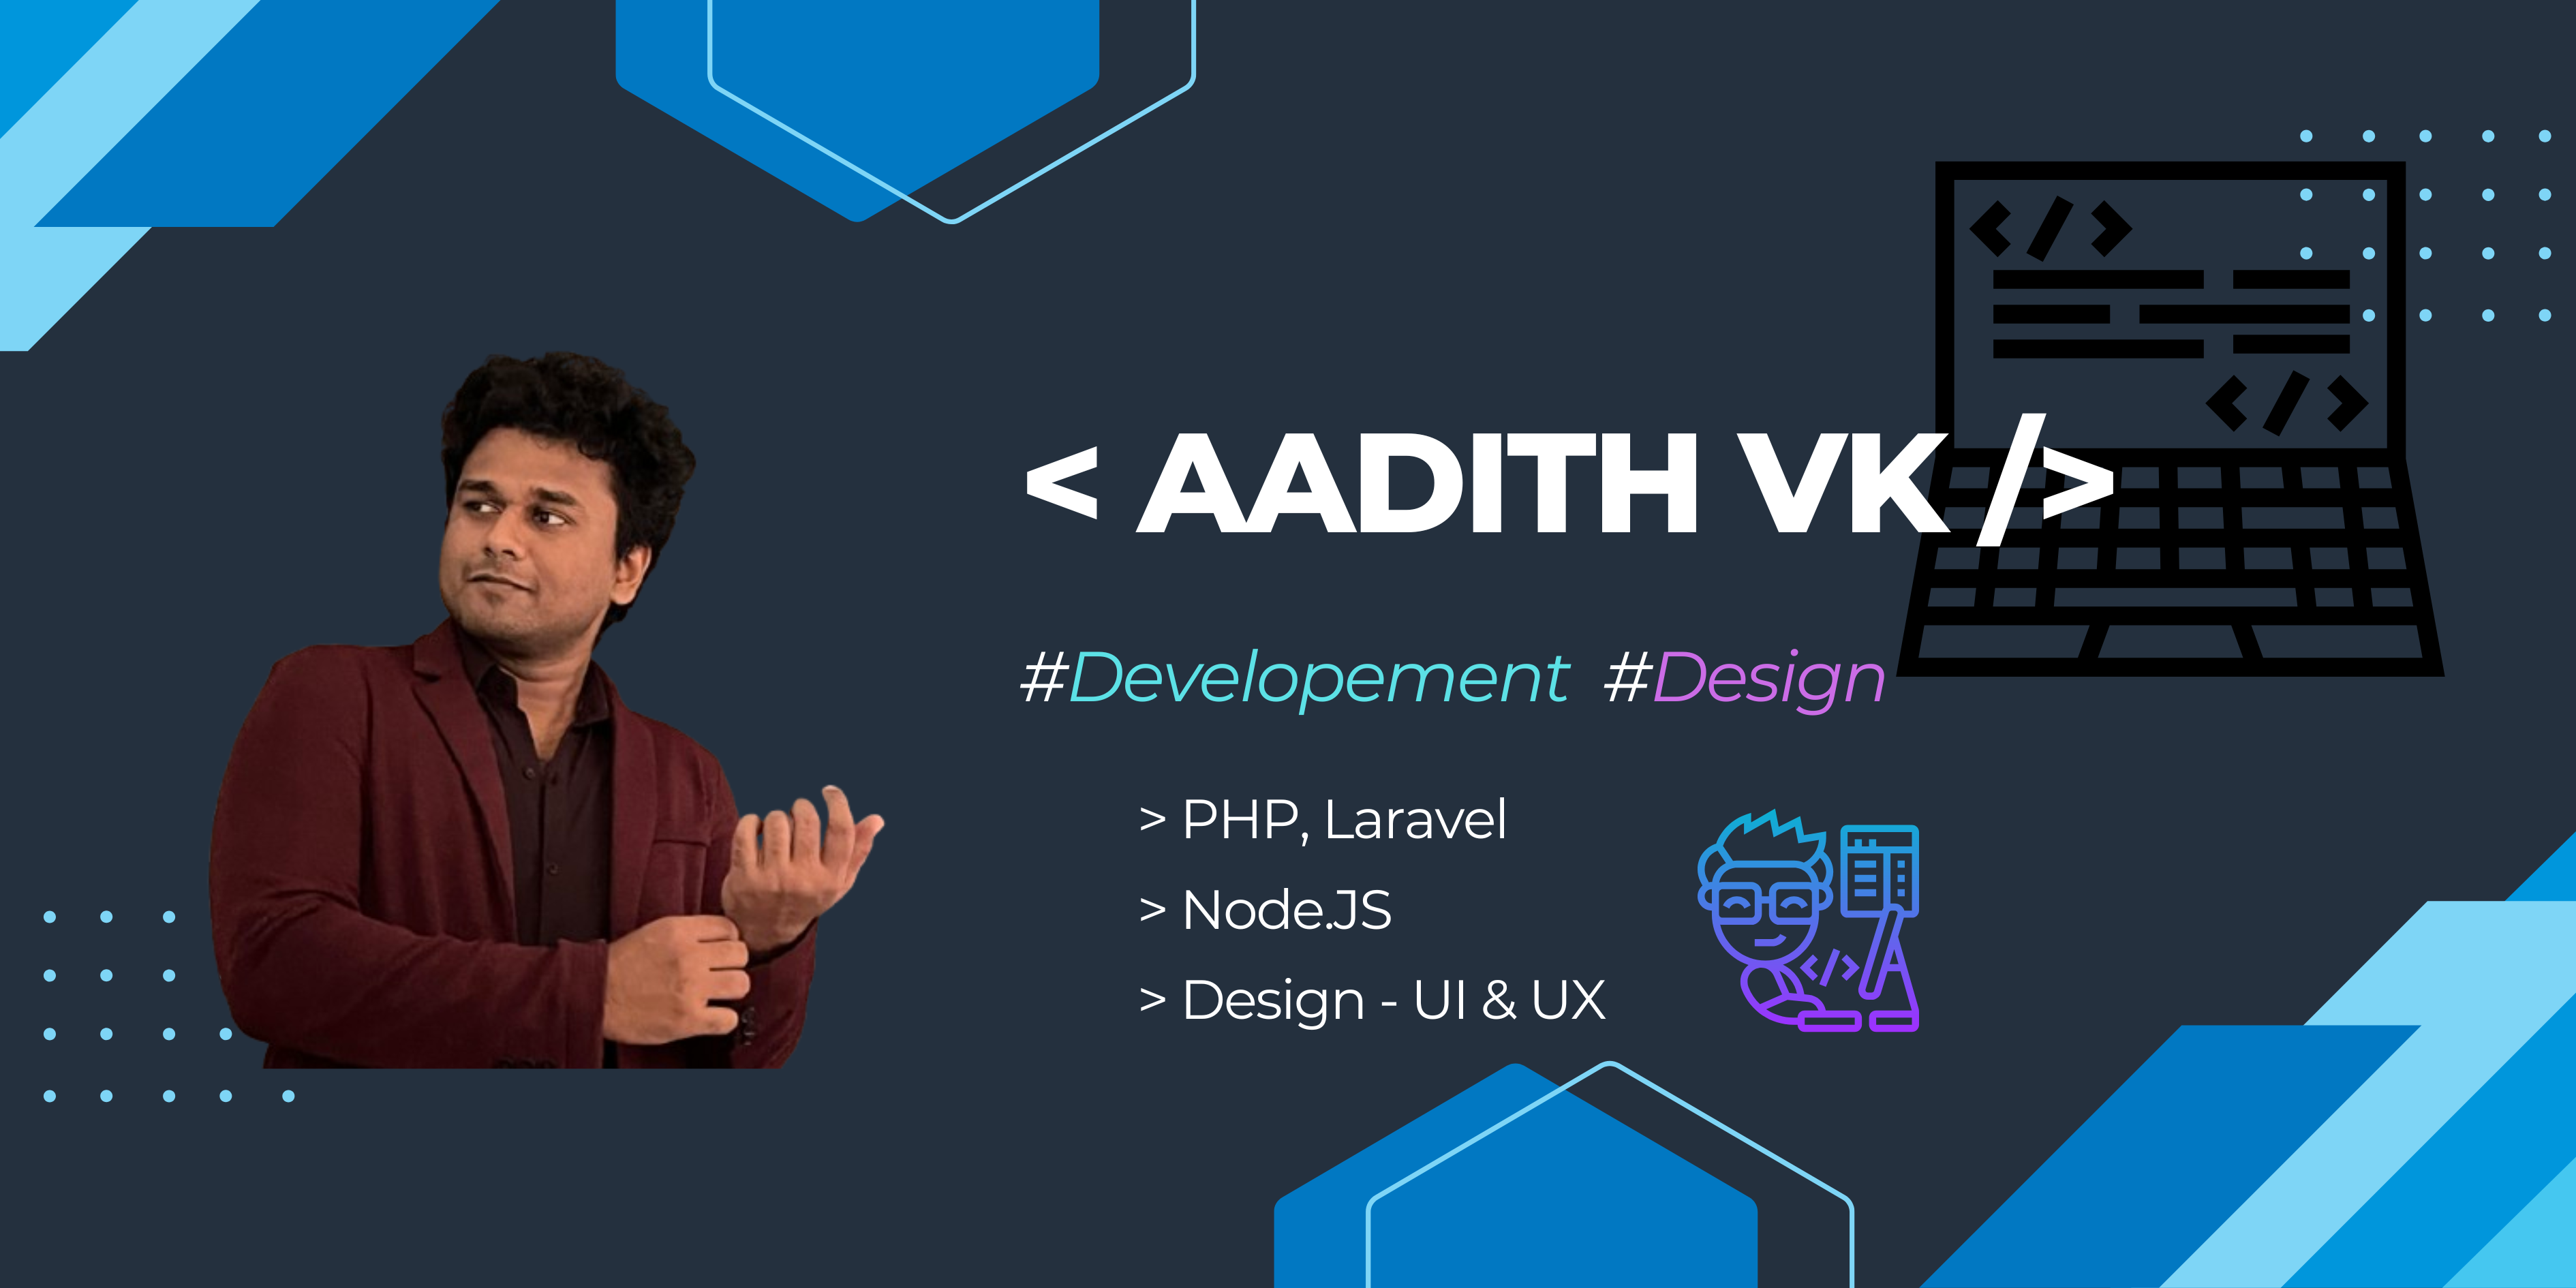 < AADITH VK />
#Developement #Design
> PHP, Laravel
> Node.JS
> Design - UI & UX